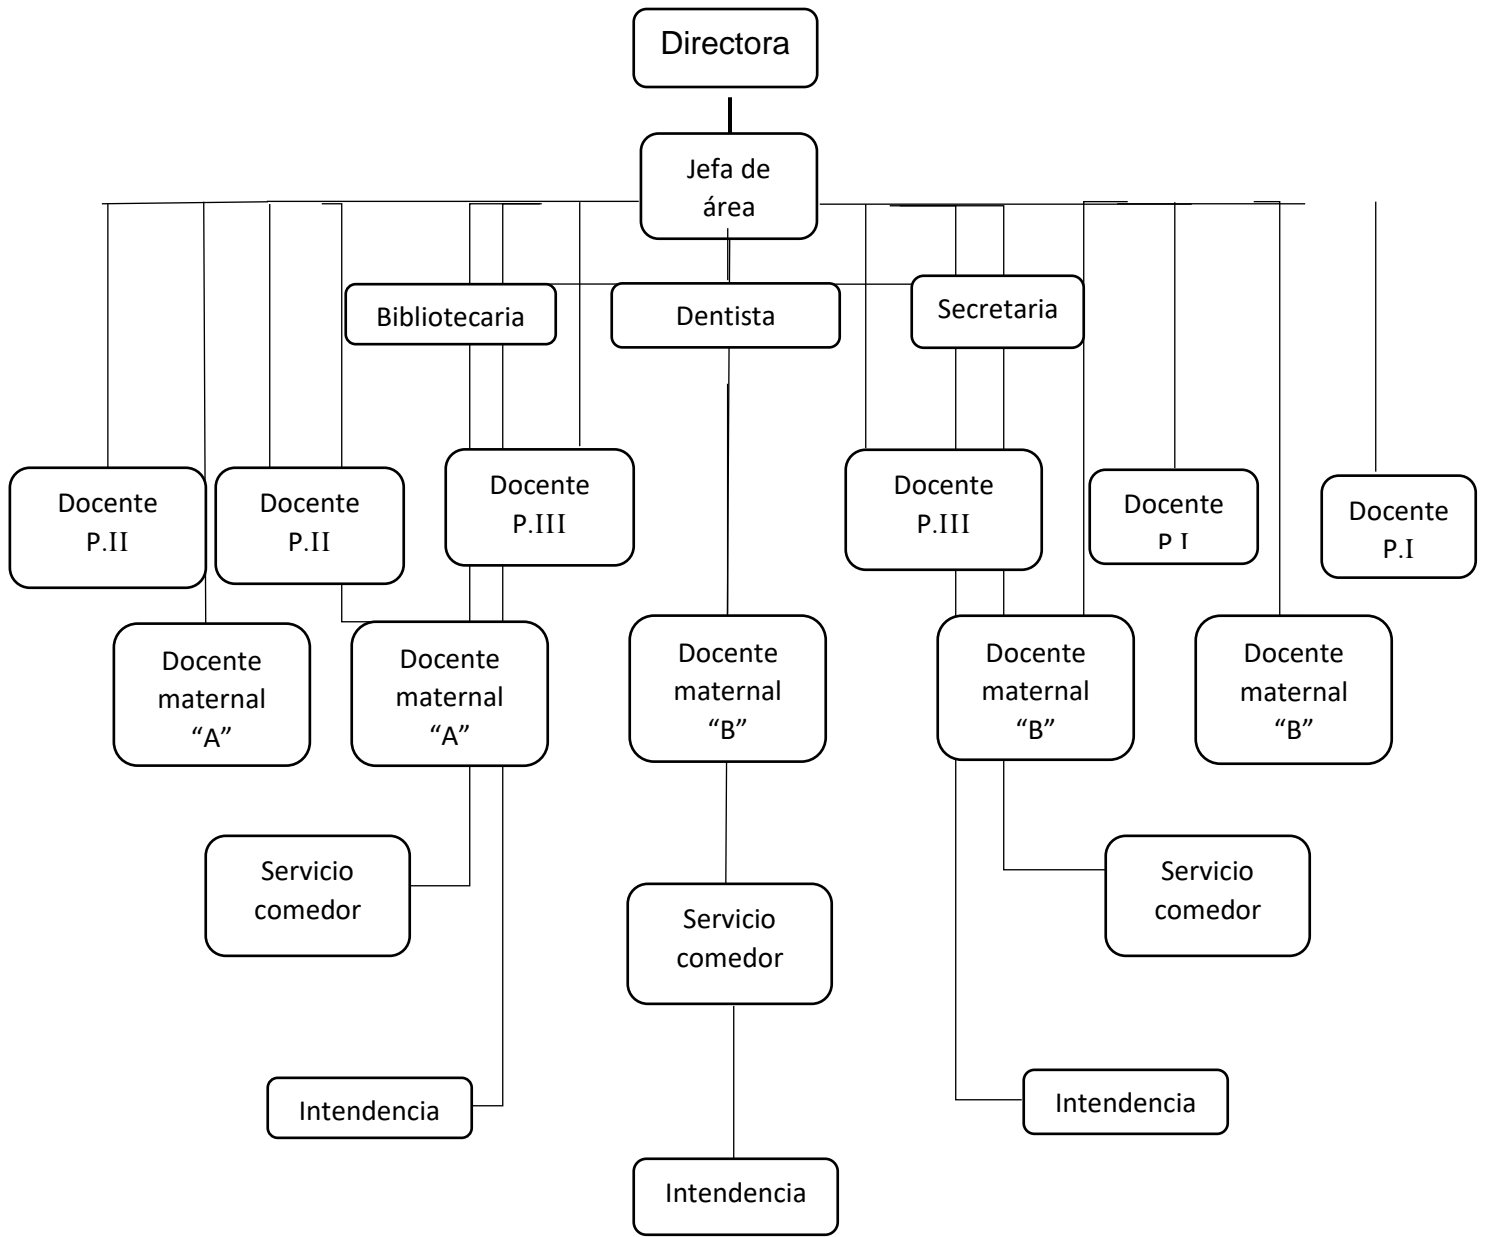 Directora
Jefa de
área
Bibliotecaria
Dentista
Secretaria
Docente
P.II
Docente
P.II
Docente
P.III
Docente
P.III
Docente
P I
Docente
P.I
Docente
maternal
“A”
Docente
maternal
“A”
Docente
maternal
“B”
Docente
maternal
“B”
Docente
maternal
“B”
Servicio
comedor
Servicio
comedor
Servicio
comedor
Intendencia
Intendencia
Intendencia